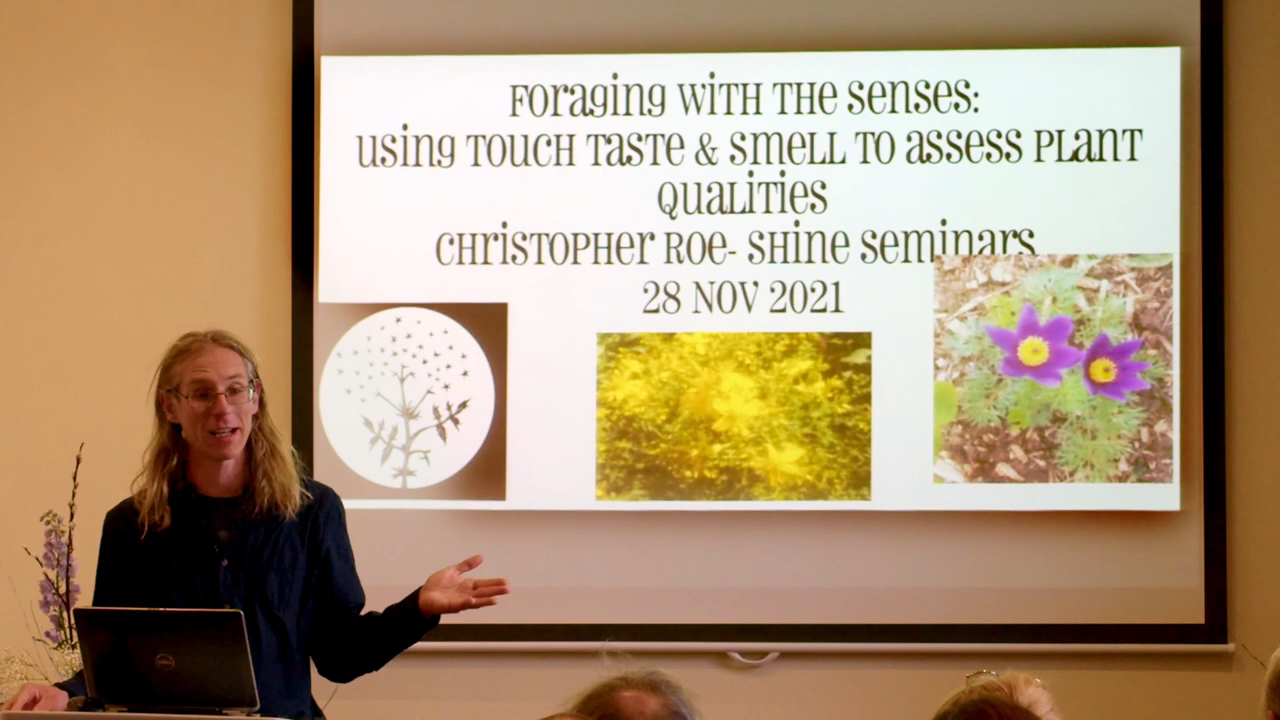 Foraging with the senses:
using touch taste & smell to assess plant
qualities
Christopher Roe- Shine seminars
28 Nov 2021
DELL